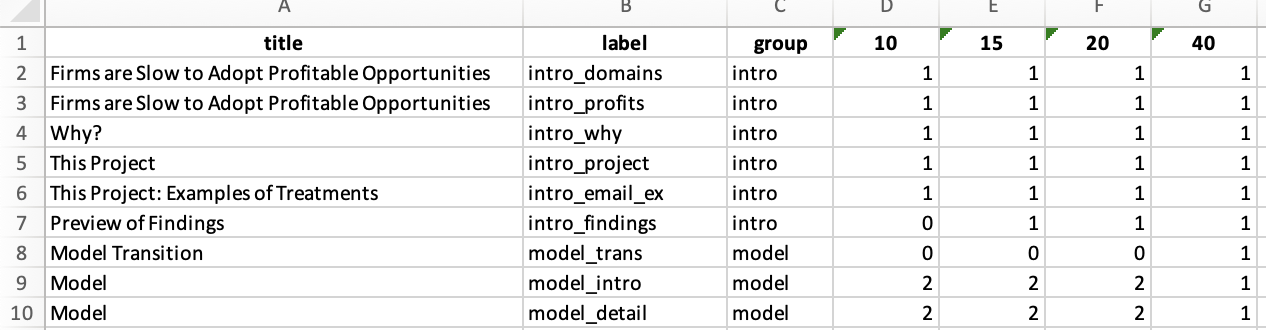 A B C D E F G
1 title label group 10 15 20 40
2 Firms are Slow to Adopt Profitable Opportunities intro_domains intro 1 1 1 1
3 Firms are Slow to Adopt Profitable Opportunities intro_profits intro 1 1 1 1
4 Why? intro_why intro 1 1 1 1
5 This Project intro_project intro 1 1 1 1
6 This Project: Examples of Treatments intro_email_ex intro 1 1 1 1
7 Preview of Findings intro_findings intro 0 1 1 1
8 Model Transition model_trans model 0 0 0 1
9 Model model_intro model 2 2 2 1
10 Model model_detail model 2 2 2 1